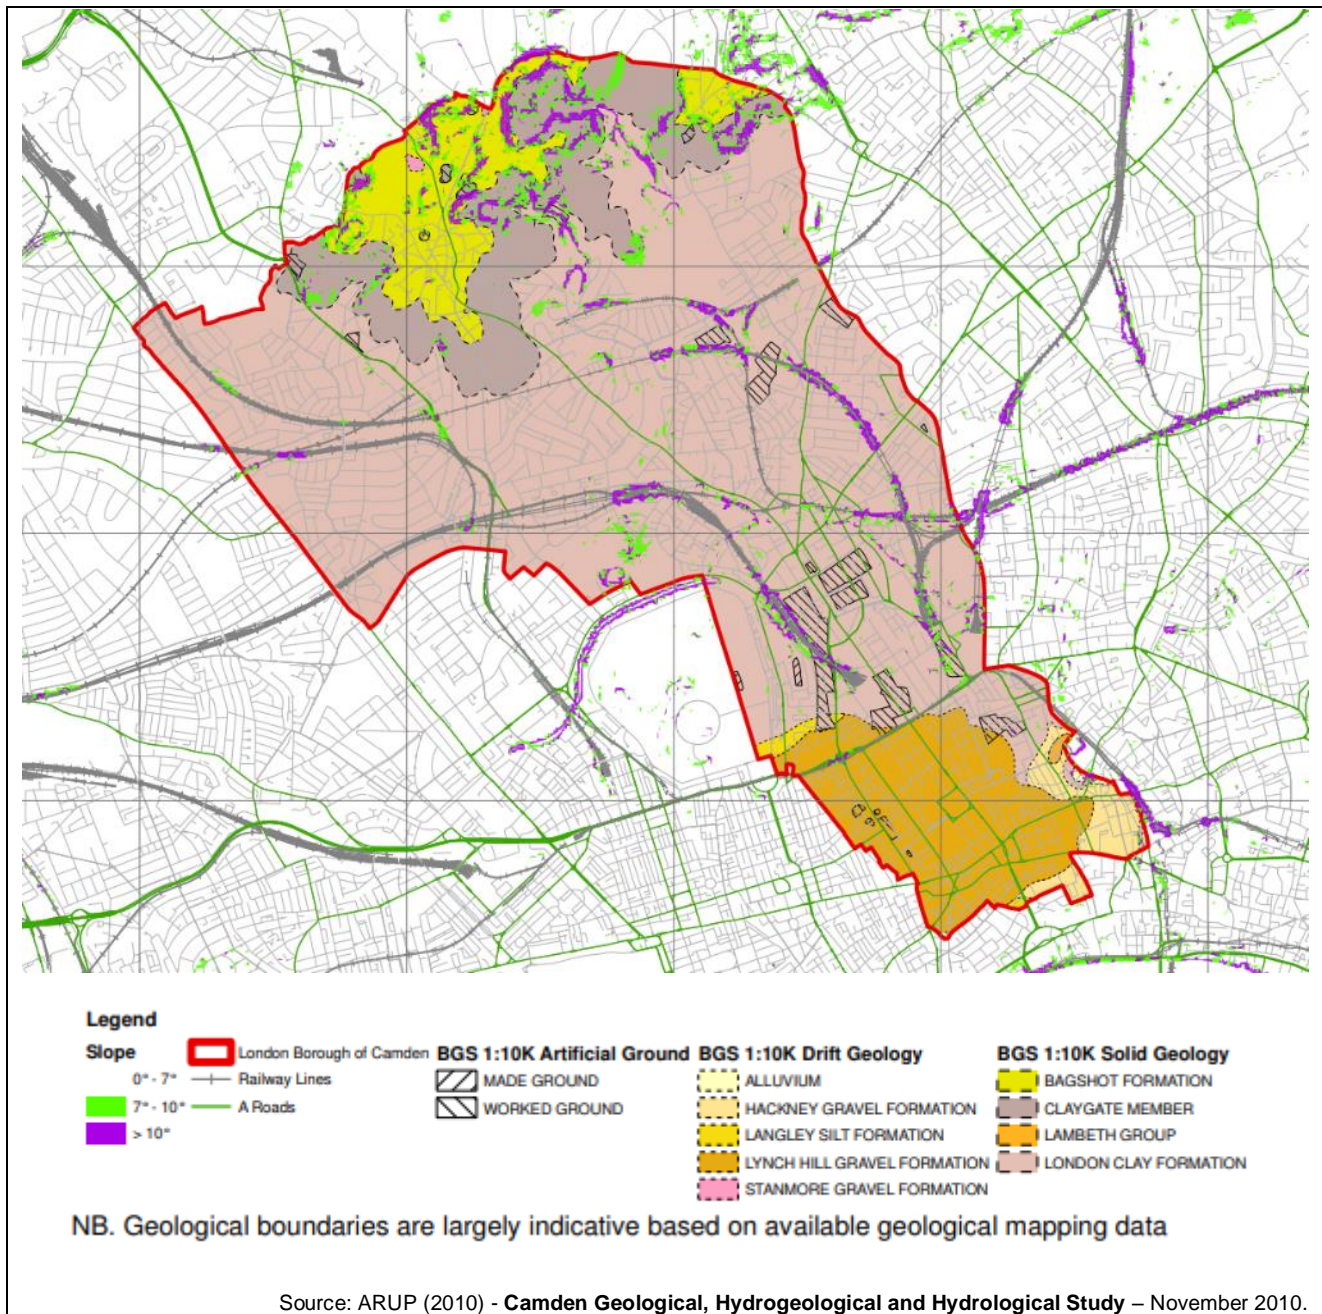 Legend
Slope
0° - 7°
7° - 10°
> 10°
London Borough of Camden
Railway Lines
A Roads
BGS 1:10K Artificial Ground
MADE GROUND
WORKED GROUND
BGS 1:10K Drift Geology
ALLUVIUM
HACKNEY GRAVEL FORMATION
LANGLEY SILT FORMATION
LYNCH HILL GRAVEL FORMATION
STANMORE GRAVEL FORMATION
BGS 1:10K Solid Geology
BAGSHOT FORMATION
CLAYGATE MEMBER
LAMBETH GROUP
LONDON CLAY FORMATION
NB. Geological boundaries are largely indicative based on available geological mapping data
Source: ARUP (2010) - Camden Geological, Hydrogeological and Hydrological Study – November 2010.